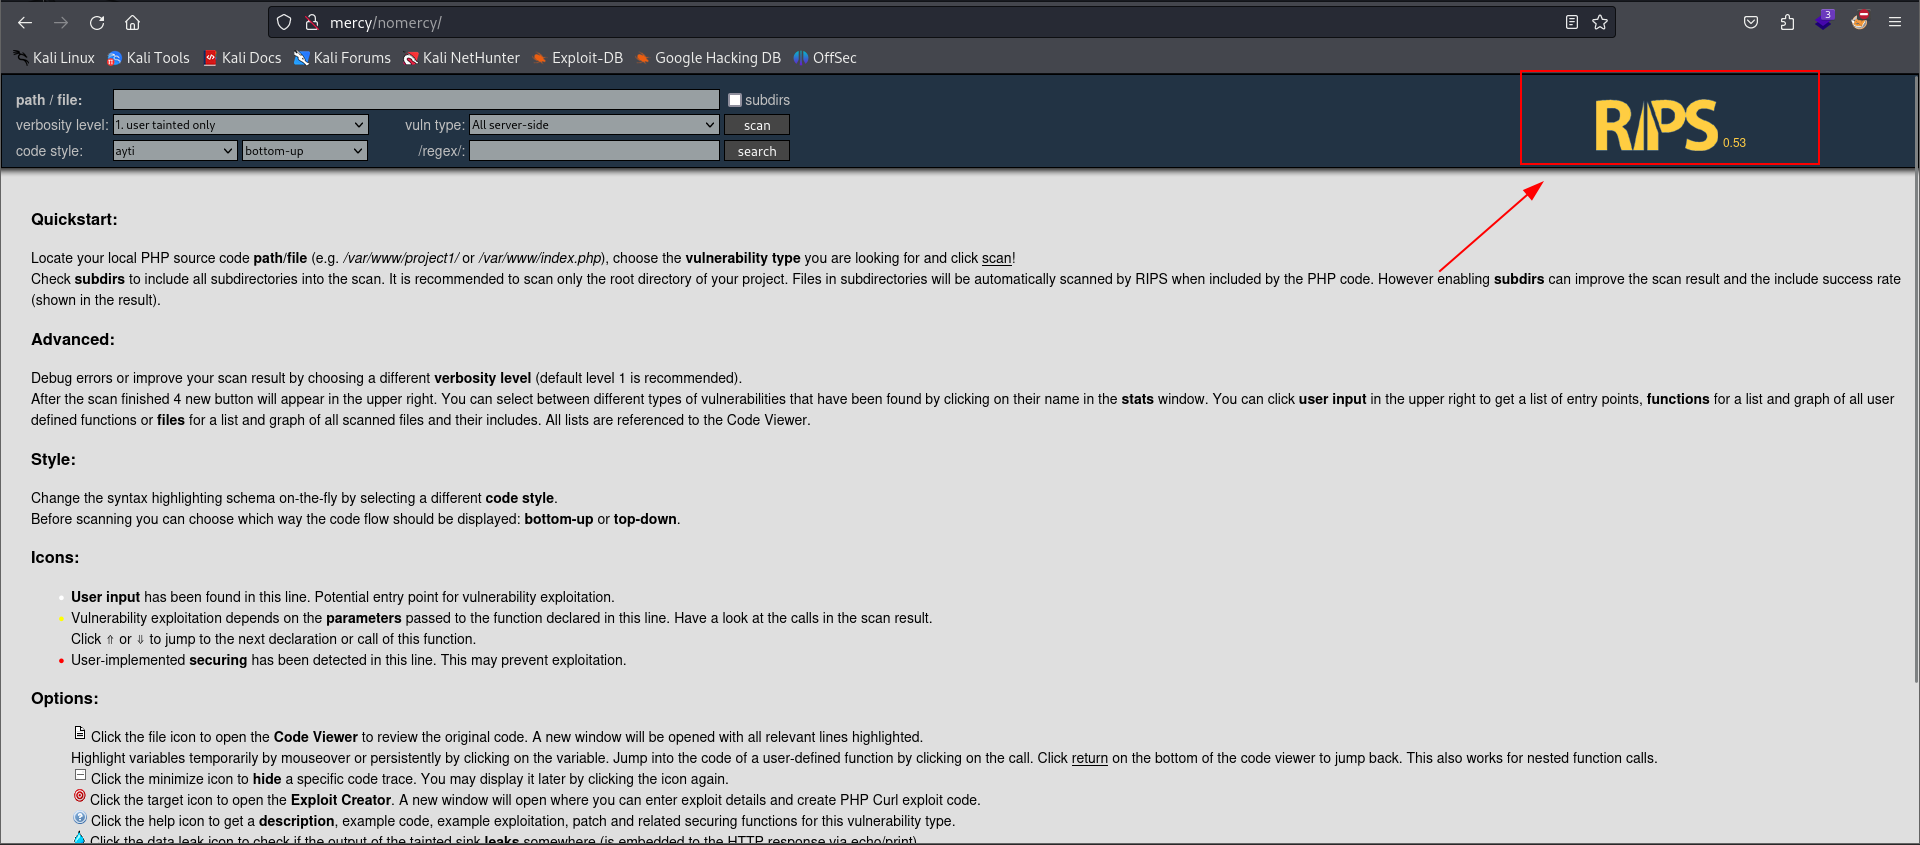 mercy/nomercy/
3
Kali Linux Kali Tools Kali Docs Kali Forums Kali NetHunter Exploit-DB Google Hacking DB OffSec
path / file: subdirs
verbosity level: 1. user tainted only vuln type: All server-side scan
code style: ayti bottom-up /regex/: search
RIPS 0.53
Quickstart:
Locate your local PHP source code path/file (e.g. /var/www/project1/ or /var/www/index.php), choose the vulnerability type you are looking for and click scan!
Check subdirs to include all subdirectories into the scan. It is recommended to scan only the root directory of your project. Files in subdirectories will be automatically scanned by RIPS when included by the PHP code. However enabling subdirs can improve the scan result and the include success rate
(shown in the result).
Advanced:
Debug errors or improve your scan result by choosing a different verbosity level (default level 1 is recommended).
After the scan finished 4 new button will appear in the upper right. You can select between different types of vulnerabilities that have been found by clicking on their name in the stats window. You can click user input in the upper right to get a list of entry points, functions for a list and graph of all user
defined functions or files for a list and graph of all scanned files and their includes. All lists are referenced to the Code Viewer.
Style:
Change the syntax highlighting schema on-the-fly by selecting a different code style.
Before scanning you can choose which way the code flow should be displayed: bottom-up or top-down.
Icons:
User input has been found in this line. Potential entry point for vulnerability exploitation.
Vulnerability exploitation depends on the parameters passed to the function declared in this line. Have a look at the calls in the scan result.
Click ⇑ or ⇓ to jump to the next declaration or call of this function.
User-implemented securing has been detected in this line. This may prevent exploitation.
Options:
Click the file icon to open the Code Viewer to review the original code. A new window will be opened with all relevant lines highlighted.
Highlight variables temporarily by mouseover or persistently by clicking on the variable. Jump into the code of a user-defined function by clicking on the call. Click return on the bottom of the code viewer to jump back. This also works for nested function calls.
Click the minimize icon to hide a specific code trace. You may display it later by clicking the icon again.
Click the target icon to open the Exploit Creator. A new window will open where you can enter exploit details and create PHP Curl exploit code.
Click the help icon to get a description, example code, example exploitation, patch and related securing functions for this vulnerability type.
Click the data leak icon to check if the output of the tainted sink leaks somewhere (is embedded to the HTTP response via echo/print).